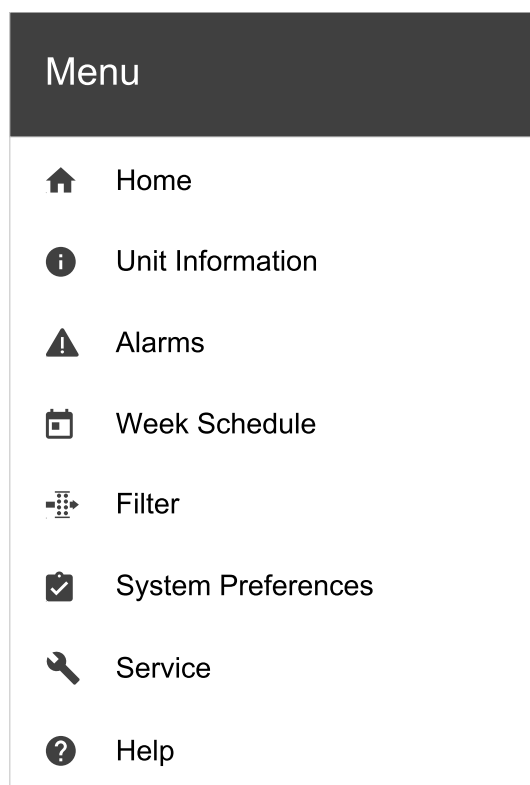 Menu
Home
Unit Information
Alarms
Week Schedule
Filter
System Preferences
Service
Help